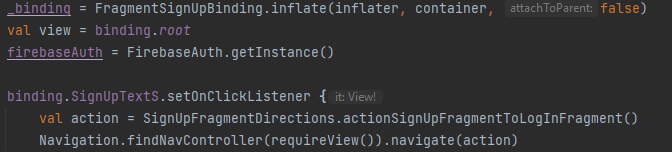 _binding = FragmentSignUpBinding.inflate(inflater, container, attachToParent: false)
val view = binding.root
firebaseAuth = FirebaseAuth.getInstance()
binding.SignUpTextS.setOnClickListener { it: View!
val action = SignUpFragmentDirections.actionSignUpFragmentToLogInFragment()
Navigation.findNavController(requireView()).navigate(action)